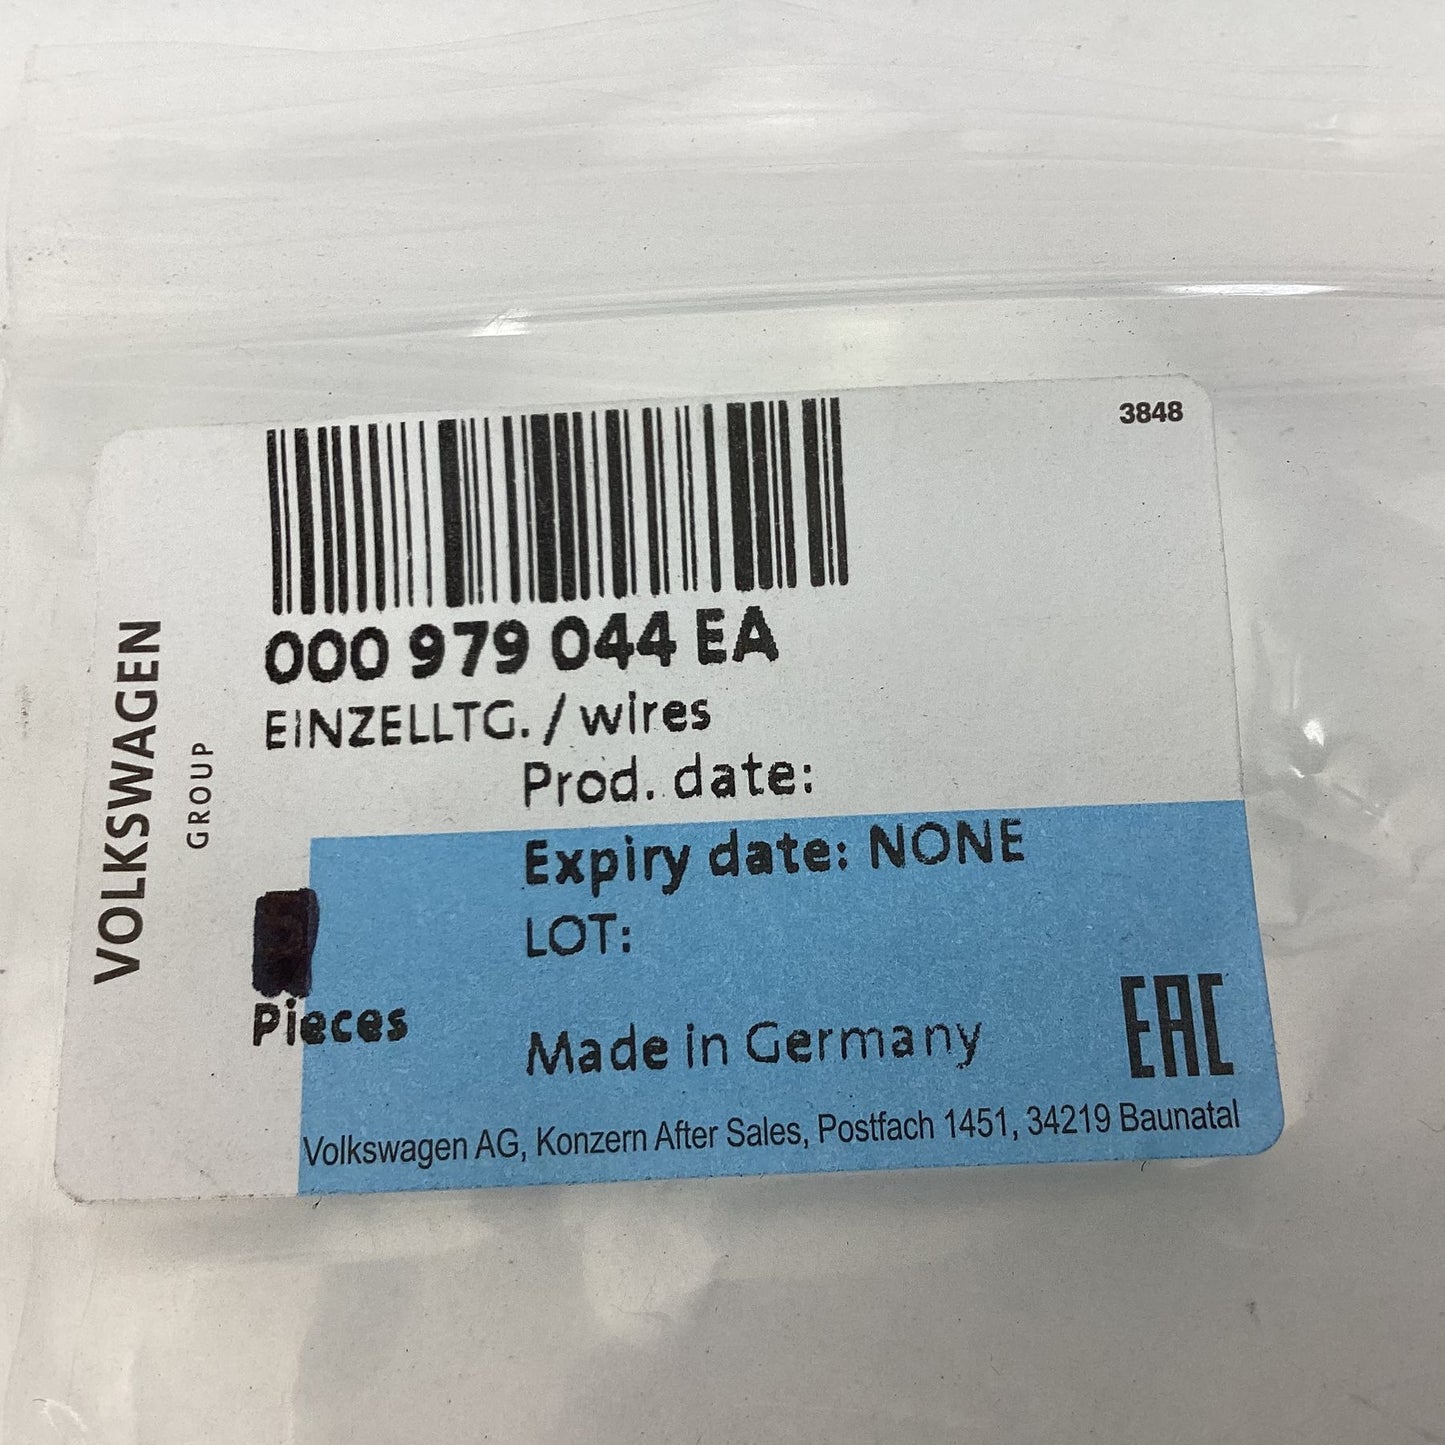 3848
000 979 044 EA
EINZELLTG. / wires
Prod. date:
Expiry date: NONE
LOT:
Pieces
Made in Germany
EAC
Volkswagen AG, Konzern After Sales, Postfach 1451, 34219 Baunatal
VOLKSWAGEN
GROUP